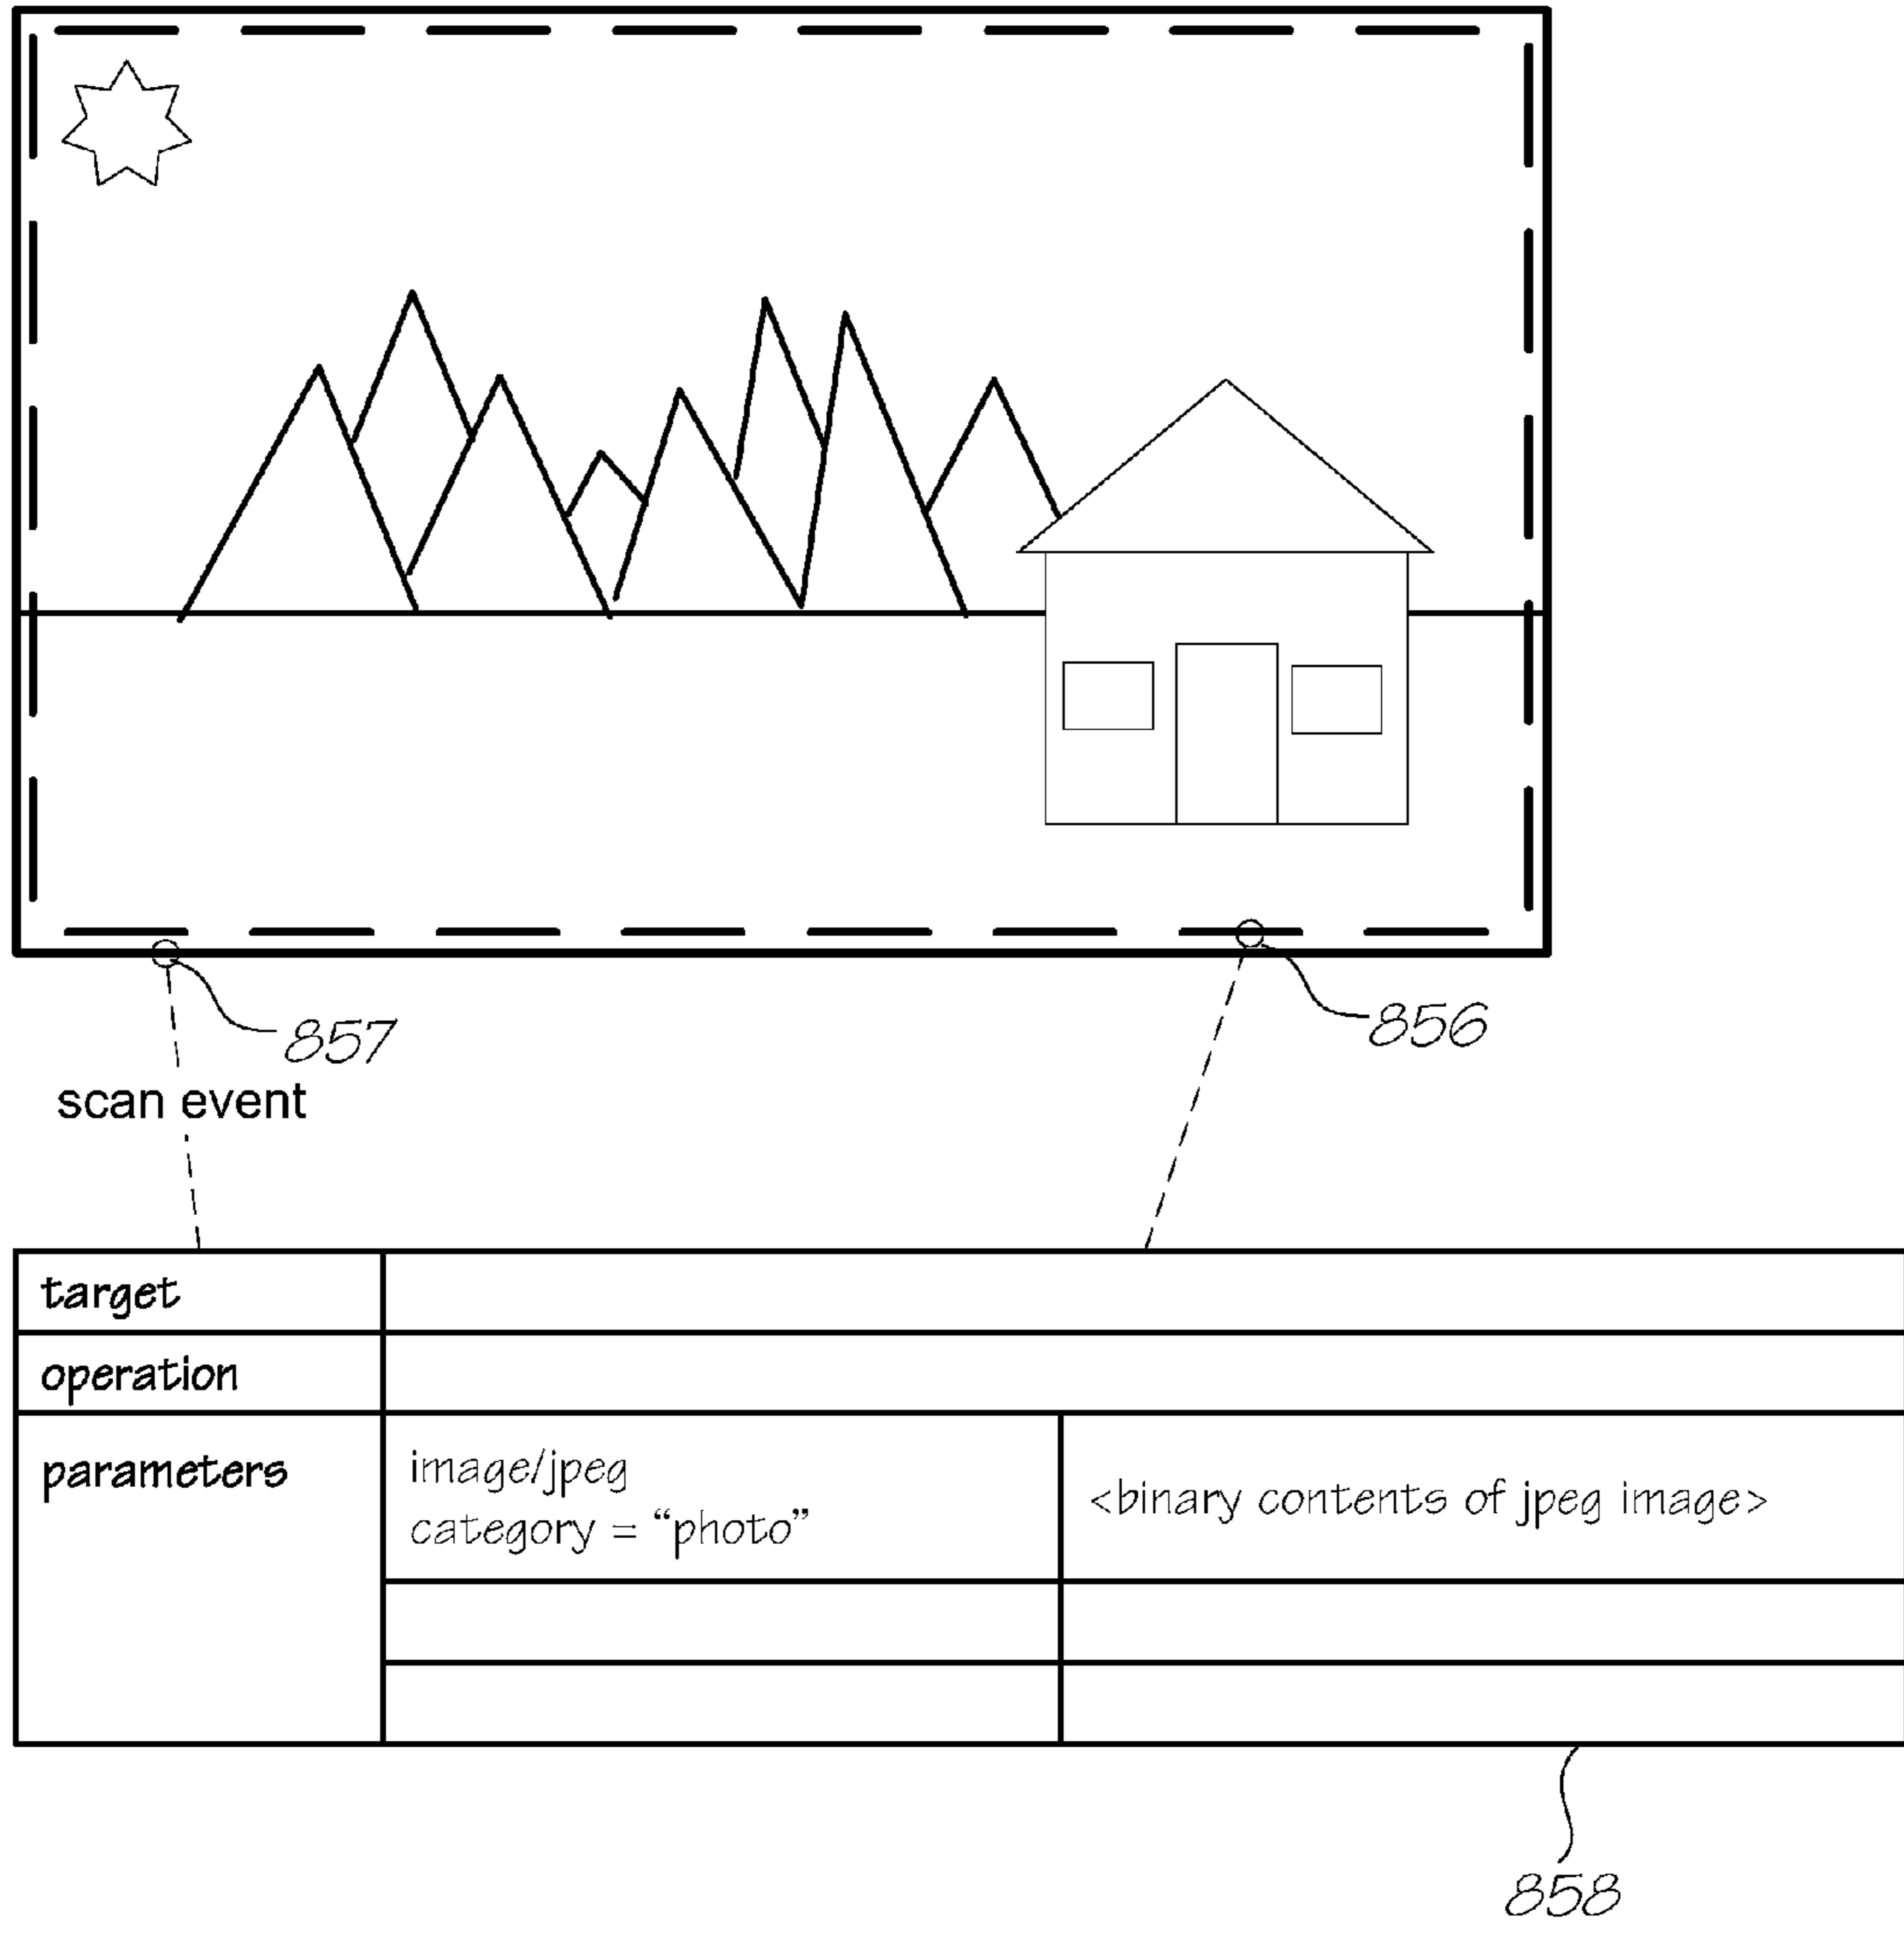 857
856
scan event
target
operation
parameters
image/jpeg
category = “photo”
<binary contents of jpeg image>
858